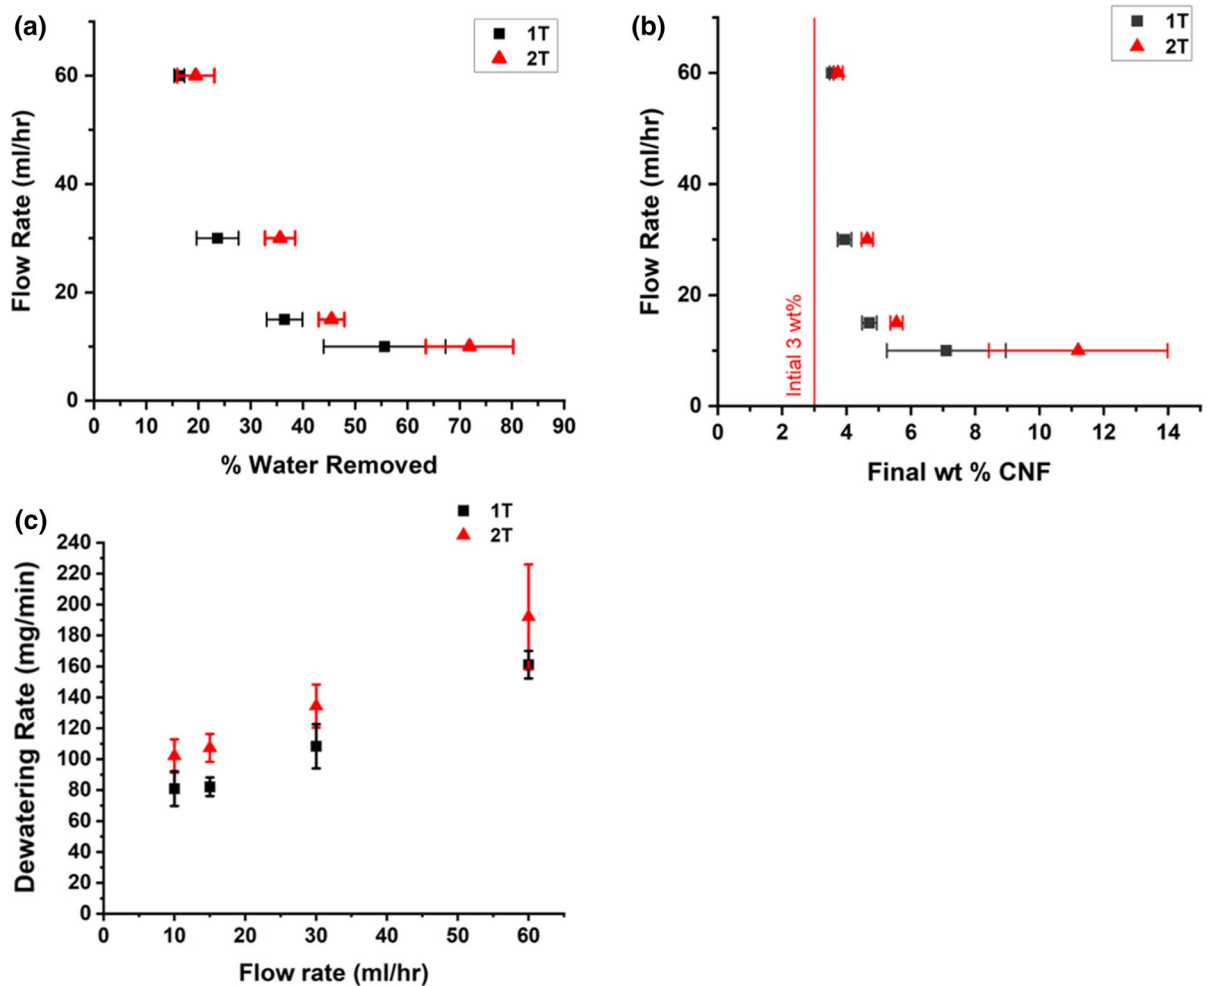 (a)
1T
2T
60
40
20
0
Flow Rate (ml/hr)
0 10 20 30 40 50 60 70 80 90
% Water Removed
(b)
1T
2T
60
40
20
0
Flow Rate (ml/hr)
Intial 3 wt%
0 2 4 6 8 10 12 14
Final wt % CNF
(c)
1T
2T
240
220
200
180
160
140
120
100
80
60
40
20
0
Dewatering Rate (mg/min)
0 10 20 30 40 50 60
Flow rate (ml/hr)